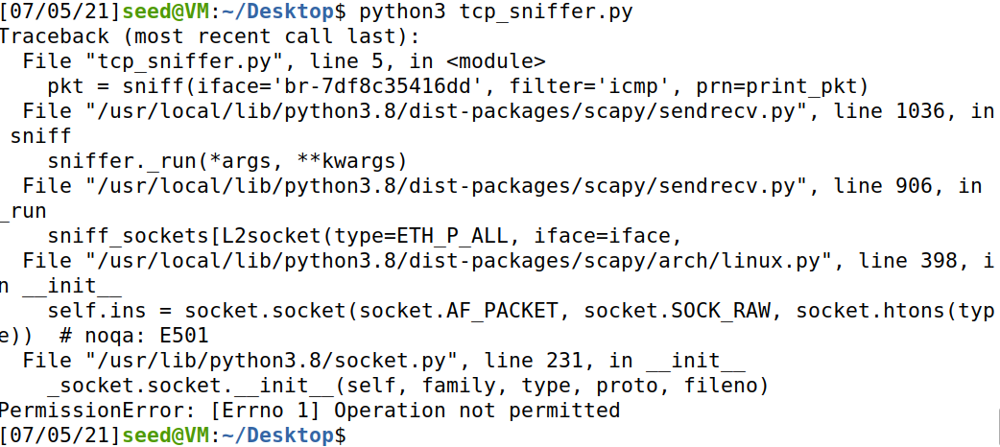 [07/05/21]seed@VM:~/Desktop$ python3 tcp_sniffer.py
Traceback (most recent call last):
  File "tcp_sniffer.py", line 5, in <module>
    pkt = sniff(iface='br-7df8c35416dd', filter='icmp', prn=print_pkt)
  File "/usr/local/lib/python3.8/dist-packages/scapy/sendrecv.py", line 1036, in
 sniff
    sniffer._run(*args, **kwargs)
  File "/usr/local/lib/python3.8/dist-packages/scapy/sendrecv.py", line 906, in
_run
    sniff_sockets[L2socket(type=ETH_P_ALL, iface=iface,
  File "/usr/local/lib/python3.8/dist-packages/scapy/arch/linux.py", line 398, i
n __init__
    self.ins = socket.socket(socket.AF_PACKET, socket.SOCK_RAW, socket.htons(typ
e))  # noqa: E501
  File "/usr/lib/python3.8/socket.py", line 231, in __init__
    _socket.socket.__init__(self, family, type, proto, fileno)
PermissionError: [Errno 1] Operation not permitted
[07/05/21]seed@VM:~/Desktop$